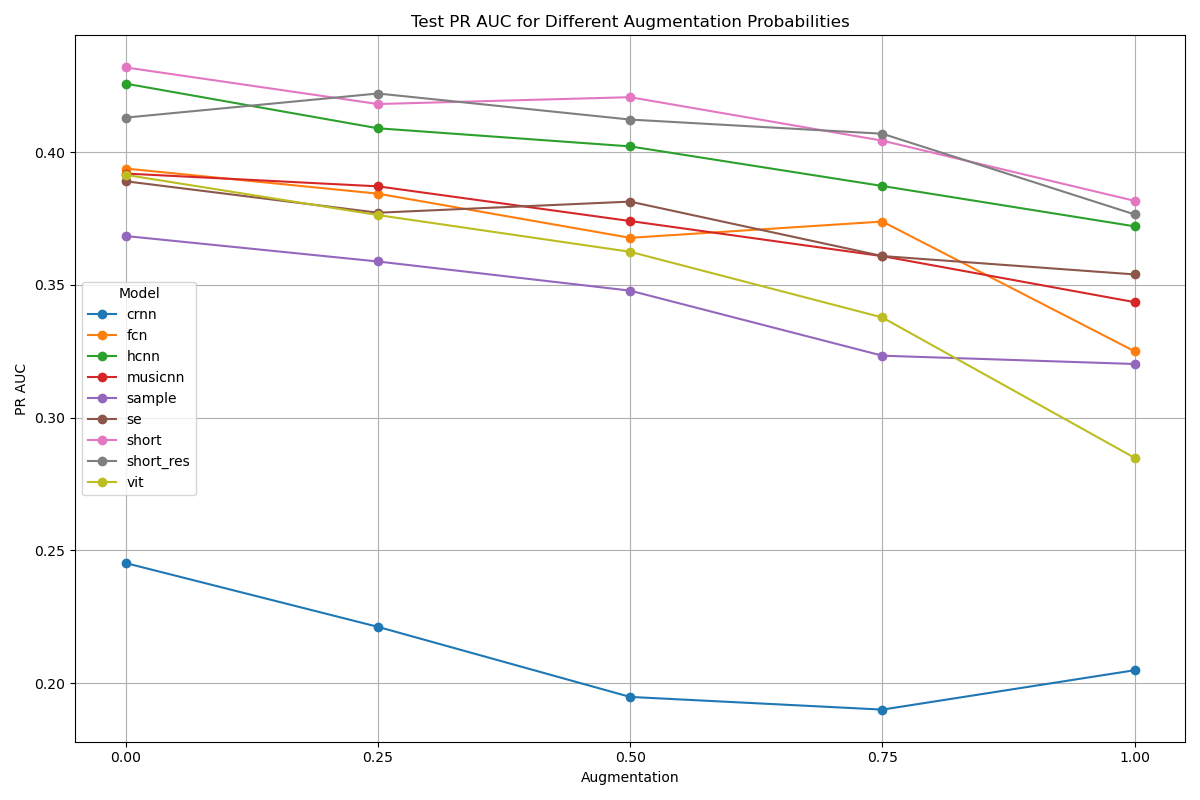 Test PR AUC for Different Augmentation Probabilities
PR AUC
0.40
0.35
0.30
0.25
0.20
Model
crnn
fcn
hcnn
musicnn
sample
se
short
short_res
vit
0.00 0.25 0.50 0.75 1.00
Augmentation